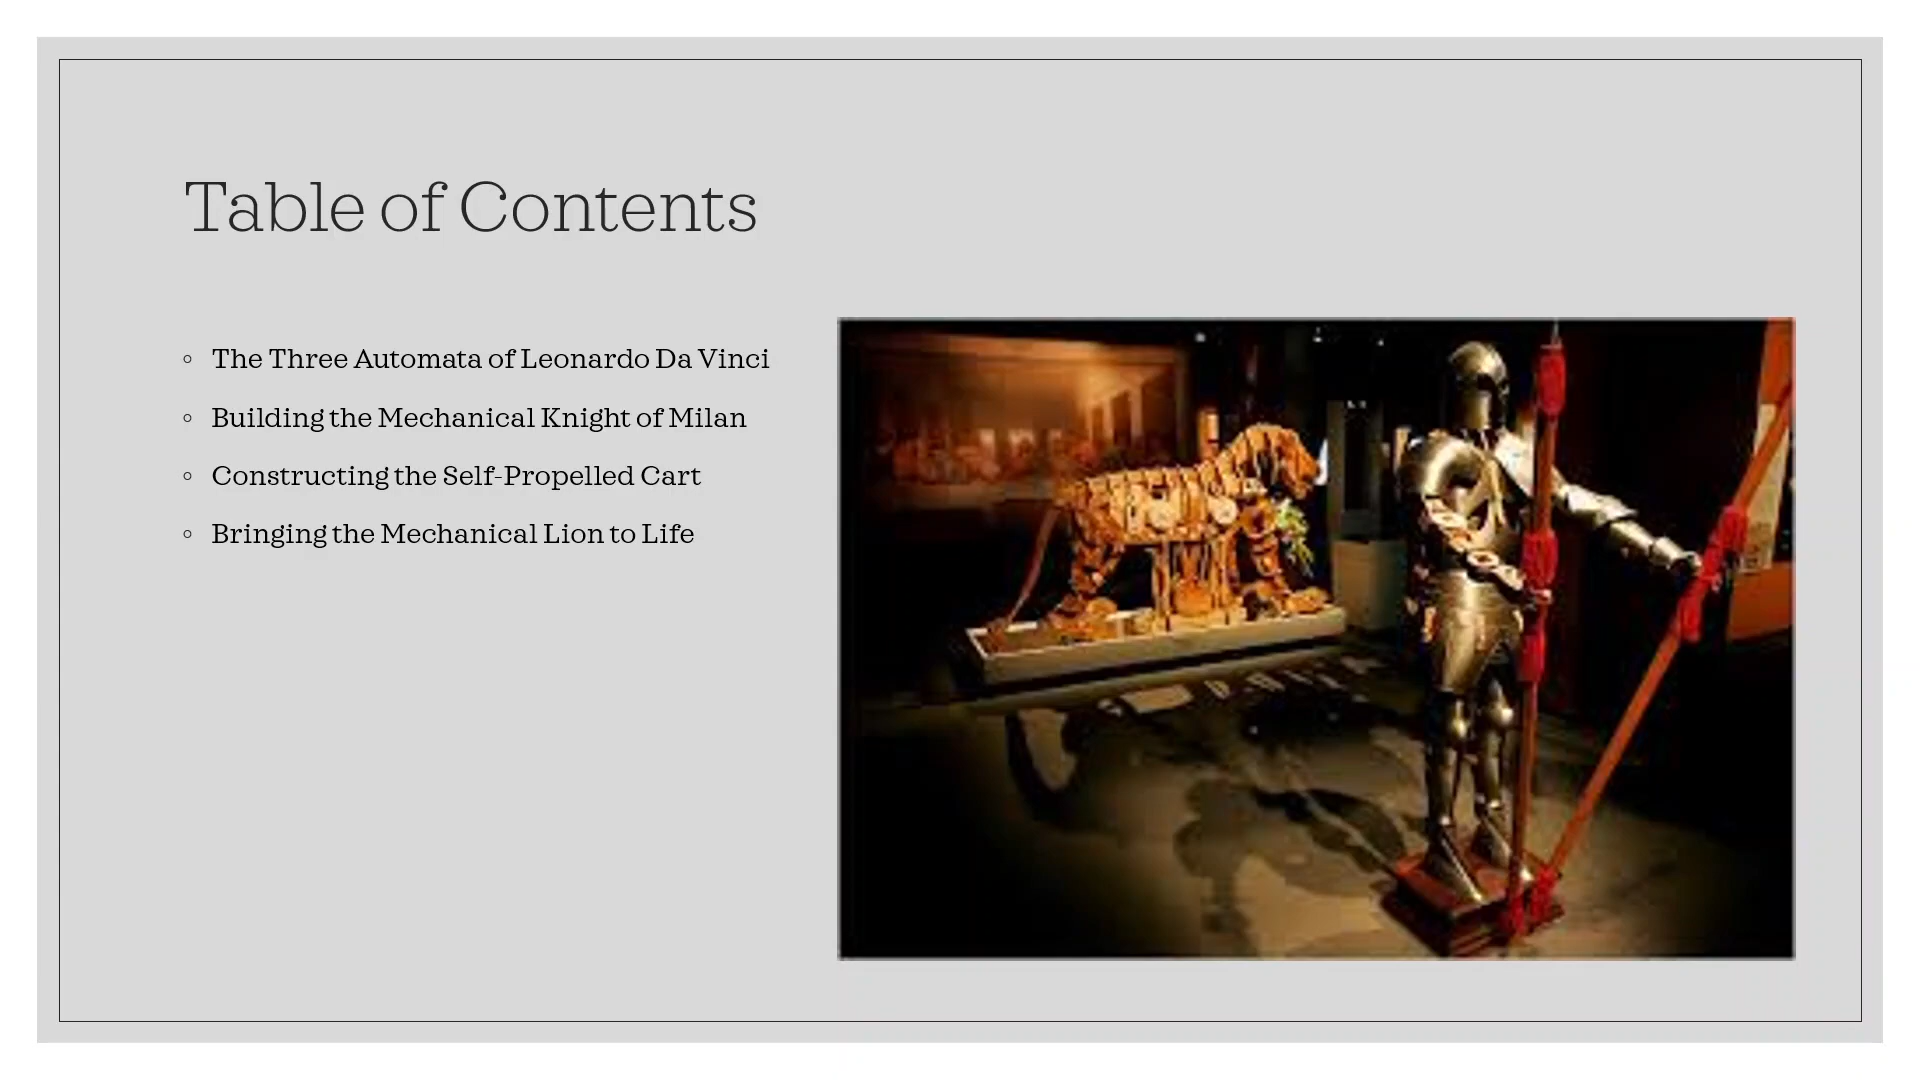 Table of Contents
The Three Automata of Leonardo Da Vinci
Building the Mechanical Knight of Milan
Constructing the Self-Propelled Cart
Bringing the Mechanical Lion to Life